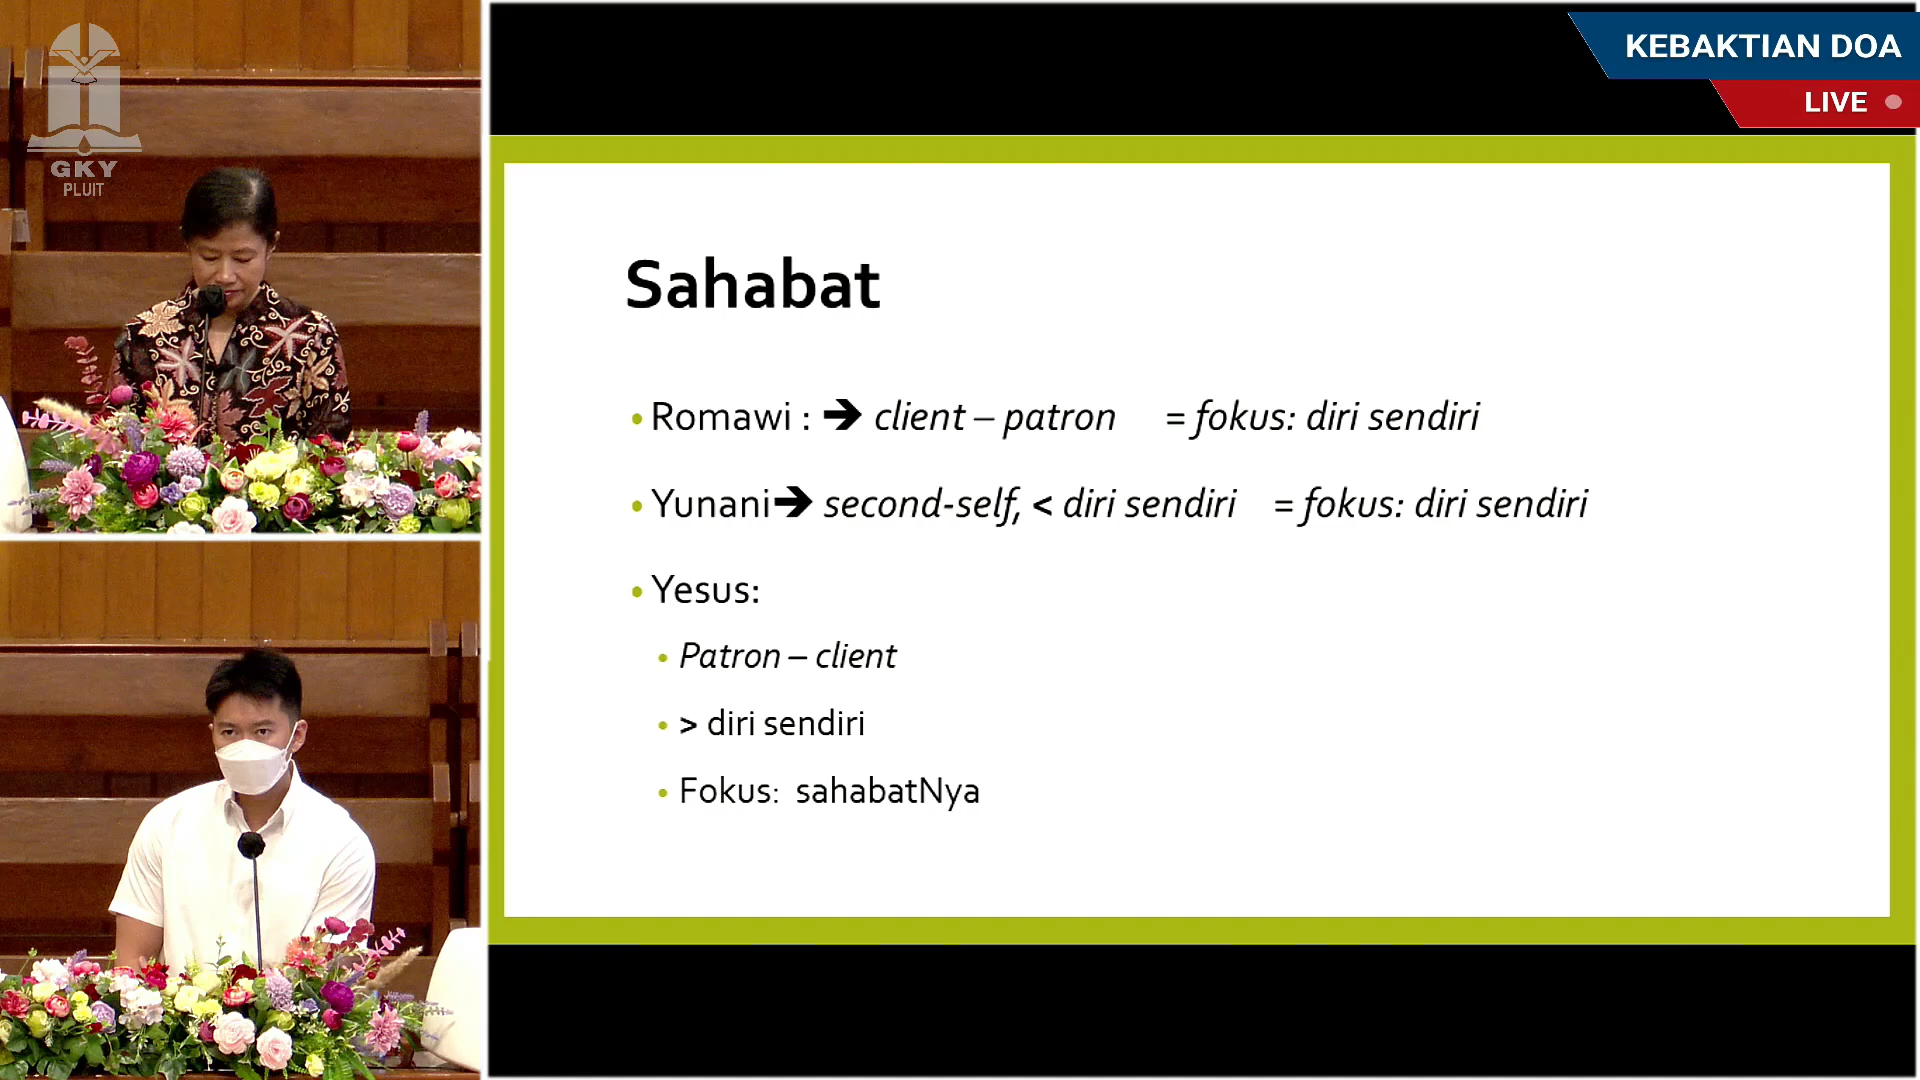 GKY
PLUIT
KEBAKTIAN DOA
LIVE
Sahabat
• Romawi : ➔ client – patron = fokus: diri sendiri
• Yunani➔ second-self, < diri sendiri = fokus: diri sendiri
• Yesus:
• Patron – client
• > diri sendiri
• Fokus: sahabatNya